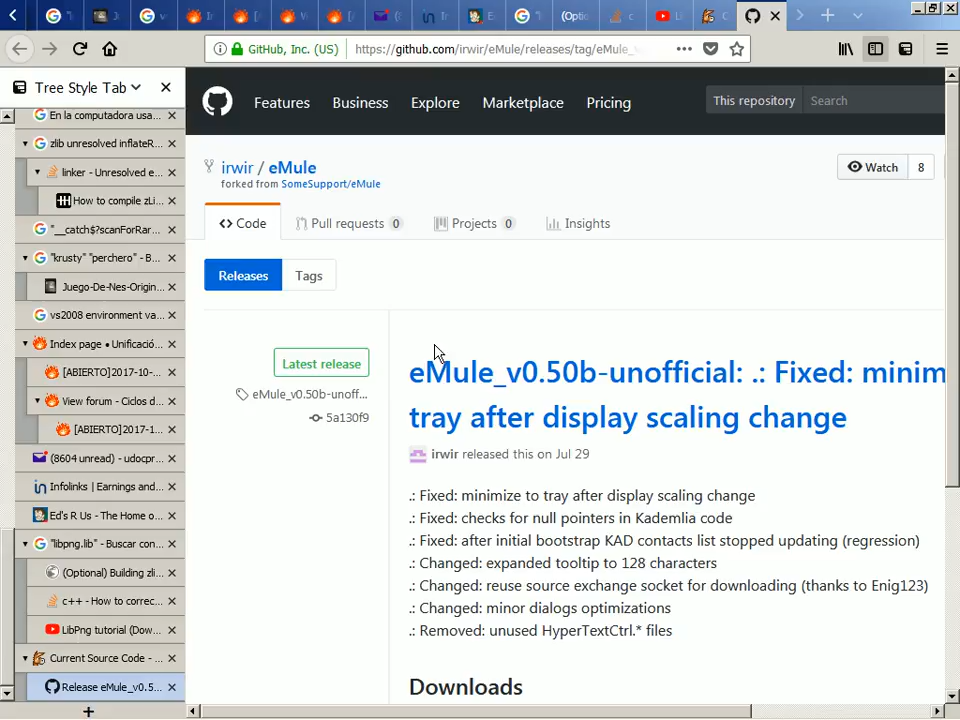 (Opti
C
GitHub, Inc. (US)
https://github.com/irwir/eMule/releases/tag/eMule_
Tree Style Tab
En la computadora usa...
zlib unresolved inflateR...
linker - Unresolved e...
How to compile zLi...
"__catch$?scanForRar...
"krusty" "perchero" - B...
Juego-De-Nes-Origin...
vs2008 environment va...
Index page • Unificació...
[ABIERTO]2017-10-...
View forum - Ciclos d...
[ABIERTO]2017-1...
(8604 unread) - udocpr...
Infolinks | Earnings and...
Ed's R Us - The Home o...
"libpng.lib" - Buscar con...
(Optional) Building zli...
c++ - How to correc...
LibPng tutorial (Dow...
Current Source Code - ...
Release eMule_v0.5...
Features
Business
Explore
Marketplace
Pricing
This repository
Search
irwir / eMule
forked from SomeSupport/eMule
Watch
8
<> Code
Pull requests 0
Projects 0
Insights
Releases
Tags
Latest release
eMule_v0.50b-unoff...
5a130f9
eMule_v0.50b-unofficial: .: Fixed: minim
tray after display scaling change
irwir released this on Jul 29
.: Fixed: minimize to tray after display scaling change
.: Fixed: checks for null pointers in Kademlia code
.: Fixed: after initial bootstrap KAD contacts list stopped updating (regression)
.: Changed: expanded tooltip to 128 characters
.: Changed: reuse source exchange socket for downloading (thanks to Enig123)
.: Changed: minor dialogs optimizations
.: Removed: unused HyperTextCtrl.* files
Downloads